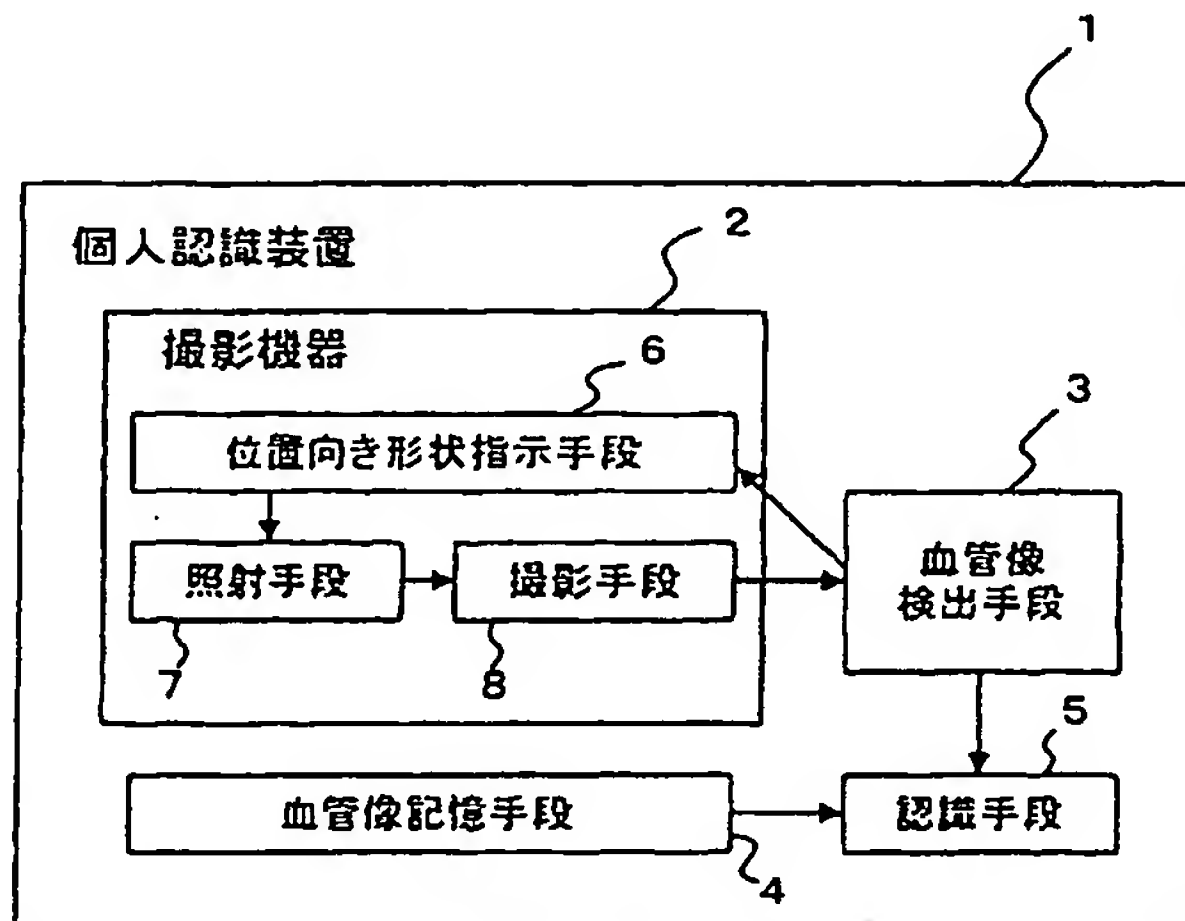 1
個人認識装置
2
撮影機器
6
位置向き形状指示手段
3
照射手段
撮影手段
血管像
検出手段
7
8
5
血管像記憶手段
認識手段
4